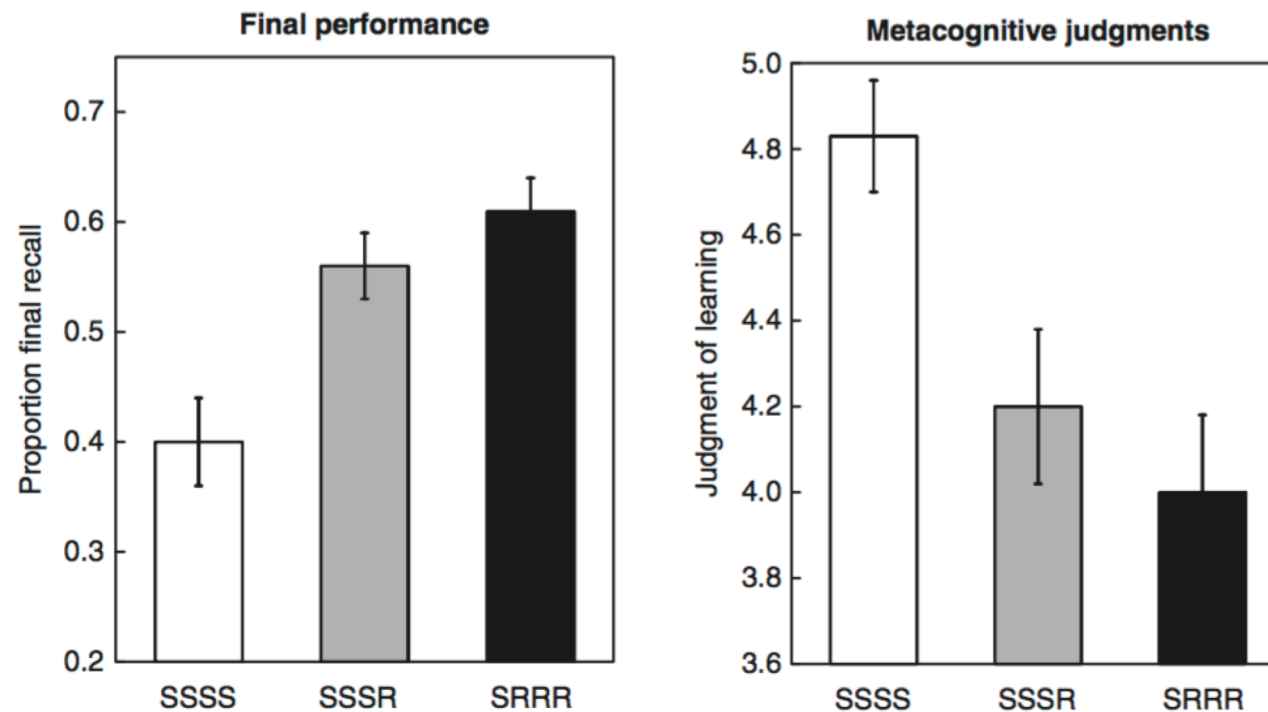 Final performance
Proportion final recall
0.7
0.6
0.5
0.4
0.3
0.2
SSSS SSSR SRRR
Metacognitive judgments
Judgment of learning
5.0
4.8
4.6
4.4
4.2
4.0
3.8
3.6
SSSS SSSR SRRR